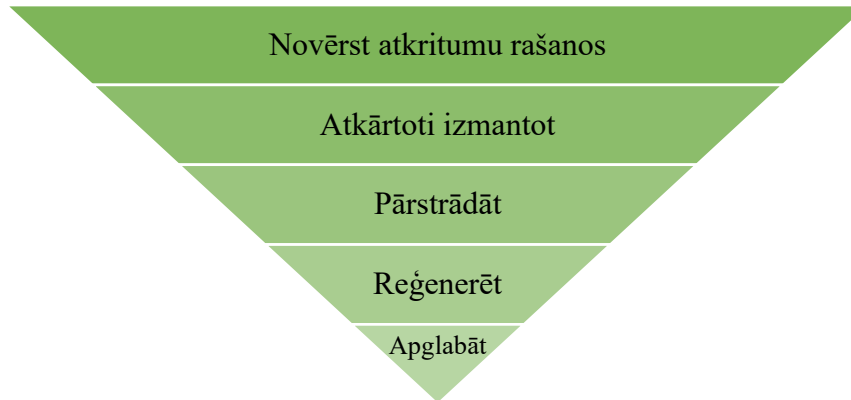 Novērst atkritumu rašanos
Atkārtoti izmantot
Pārstrādāt
Reģenerēt
Apglabāt